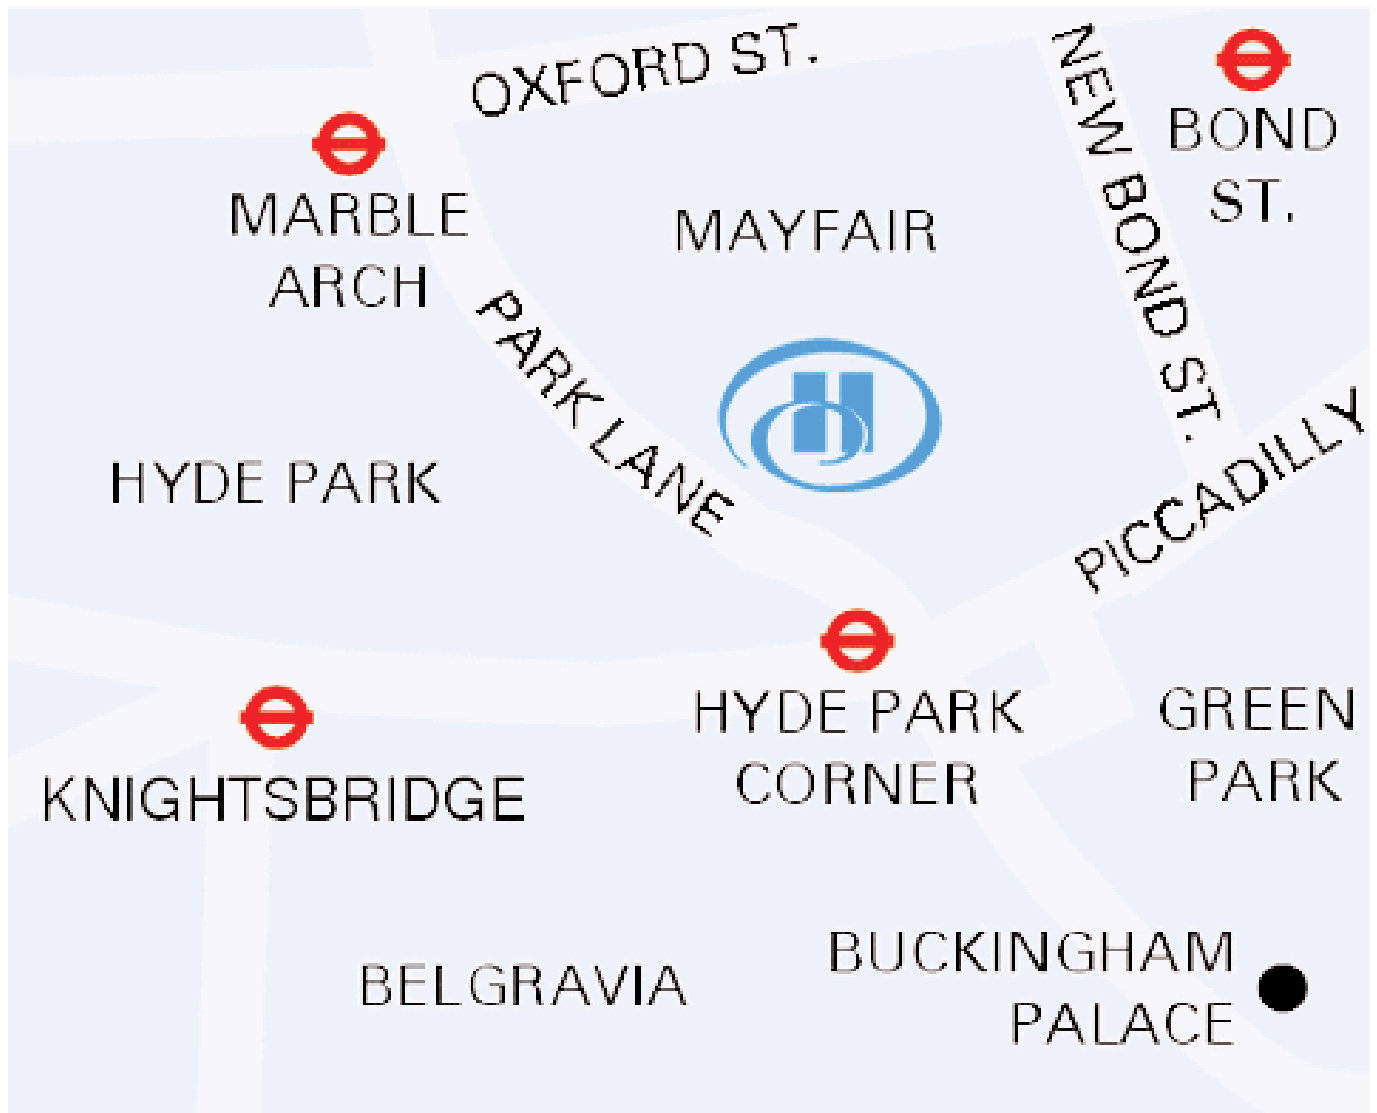 OXFORD ST.
NEW BOND ST.
BOND
ST.
MARBLE
ARCH
MAYFAIR
PARK LANE
H
HYDE PARK
PICCADILLY
HYDE PARK
CORNER
GREEN
PARK
KNIGHTSBRIDGE
BELGRAVIA
BUCKINGHAM
PALACE